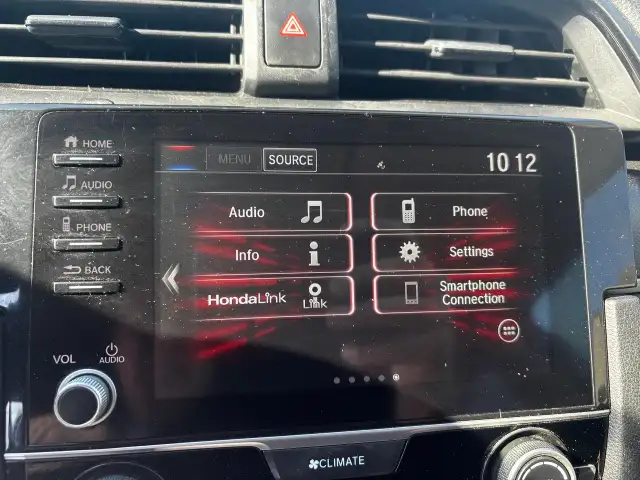 HOME
AUDIO
PHONE
BACK
VOL
AUDIO
MENU SOURCE
10 12
Audio
Phone
Info
Settings
HondaLink Link
Smartphone
Connection
CLIMATE